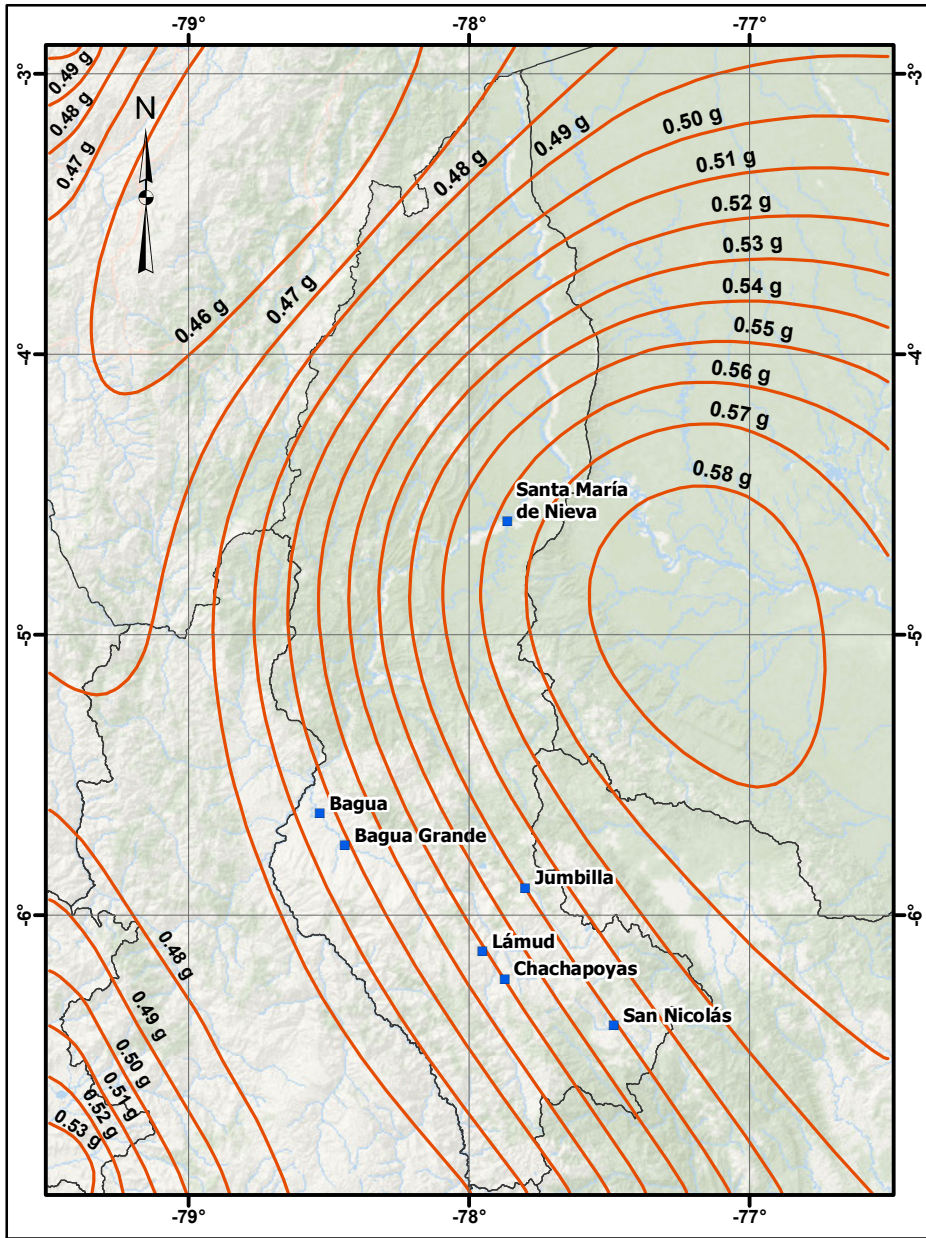 -79°
-78°
-77°
-3°
-3°
0.49 g
0.48 g
0.47 g
N
0.50 g
0.49 g
0.48 g
0.51 g
0.52 g
0.53 g
0.47 g
0.46 g
0.54 g
0.55 g
-4°
-4°
0.56 g
0.57 g
0.58 g
Santa María
de Nieva
-5°
-5°
Bagua
Bagua Grande
Jumbilla
-6°
-6°
Lámud
Chachapoyas
San Nicolás
0.48 g
0.49 g
0.50 g
0.51 g
0.52 g
0.53 g
-79°
-78°
-77°